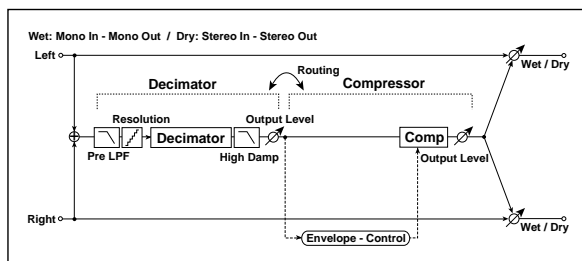 Wet: Mono In - Mono Out / Dry: Stereo In - Stereo Out
Left
Wet / Dry
Routing
Decimator
Compressor
Resolution
Output Level
Decimator
Comp
Pre LPF
High Damp
Output Level
Right
Wet / Dry
Envelope - Control